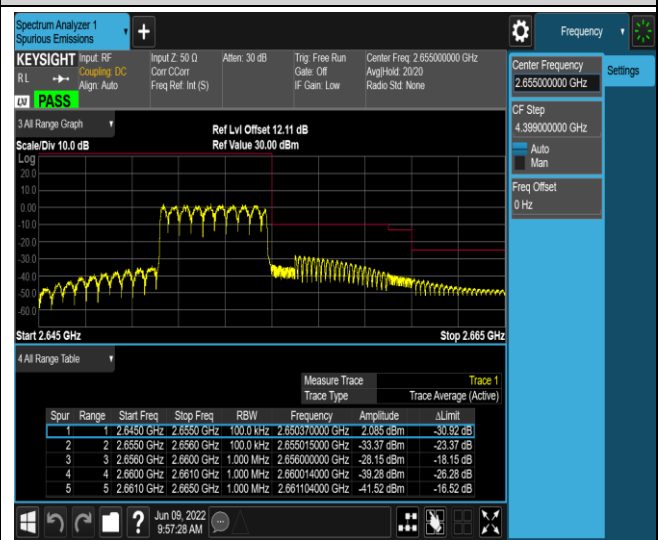 Spectrum Analyzer 1
Spurious Emissions
Frequency
KEYSIGHT Input: RF Input Z: 50 Ω Atten: 30 dB Trig: Free Run Center Freq: 2.655000000 GHz
RL Coupling: DC Corr CCorr Gate: Off Avg|Hold: 20/20
Align: Auto Freq Ref: Int (S) IF Gain: Low Radio Std: None
LXI PASS
Center Frequency
2.655000000 GHz
Settings
CF Step
4.399000000 GHz
Auto
Man
Freq Offset
0 Hz
3 All Range Graph
Ref Lvl Offset 12.11 dB
Scale/Div 10.0 dB Ref Value 30.00 dBm
Log
20.0
10.0
0.00
-10.0
-20.0
-30.0
-40.0
-50.0
-60.0
Start 2.645 GHz Stop 2.665 GHz
4 All Range Table
Measure Trace Trace 1
Trace Type Trace Average (Active)
Spur Range Start Freq Stop Freq RBW Frequency Amplitude ΔLimit
1 1 2.6450 GHz 2.6550 GHz 100.0 kHz 2.650370000 GHz 2.085 dBm -30.92 dB
2 2 2.6550 GHz 2.6560 GHz 100.0 kHz 2.655015000 GHz -33.37 dBm -23.37 dB
3 3 2.6560 GHz 2.6600 GHz 1.000 MHz 2.656000000 GHz -28.15 dBm -18.15 dB
4 4 2.6600 GHz 2.6610 GHz 1.000 MHz 2.660014000 GHz -39.28 dBm -26.28 dB
5 5 2.6610 GHz 2.6650 GHz 1.000 MHz 2.661104000 GHz -41.52 dBm -16.52 dB
?
Jun 09, 2022
9:57:28 AM